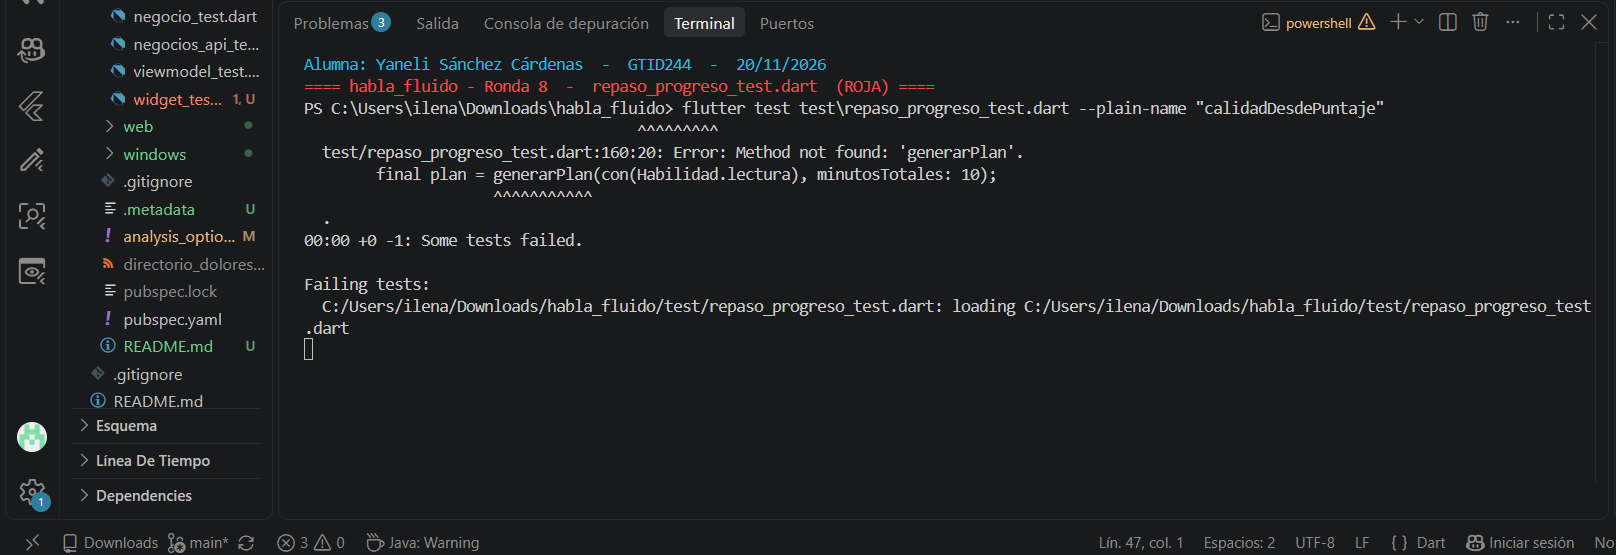 negocio_test.dart
negocios_api_te...
viewmodel_test....
widget_tes... 1, U
web
windows
.gitignore
.metadata U
analysis_optio... M
directorio_dolores...
pubspec.lock
pubspec.yaml
README.md U
.gitignore
README.md
Esquema
Línea De Tiempo
Dependencies
1
Problemas 3 Salida Consola de depuración Terminal Puertos
powershell
Alumna: Yaneli Sánchez Cárdenas - GTID244 - 20/11/2026
==== habla_fluido - Ronda 8 - repaso_progreso_test.dart (ROJA) ====
PS C:\Users\ilena\Downloads\habla_fluido> flutter test test\repaso_progreso_test.dart --plain-name "calidadDesdePuntaje"
^^^^^^^^^
test/repaso_progreso_test.dart:160:20: Error: Method not found: 'generarPlan'.
final plan = generarPlan(con(Habilidad.lectura), minutosTotales: 10);
^^^^^^^^^^^
.
00:00 +0 -1: Some tests failed.
Failing tests:
C:/Users/ilena/Downloads/habla_fluido/test/repaso_progreso_test.dart: loading C:/Users/ilena/Downloads/habla_fluido/test/repaso_progreso_test
.dart
Downloads main* 3 0 Java: Warning Lín. 47, col. 1 Espacios: 2 UTF-8 LF { } Dart Iniciar sesión No